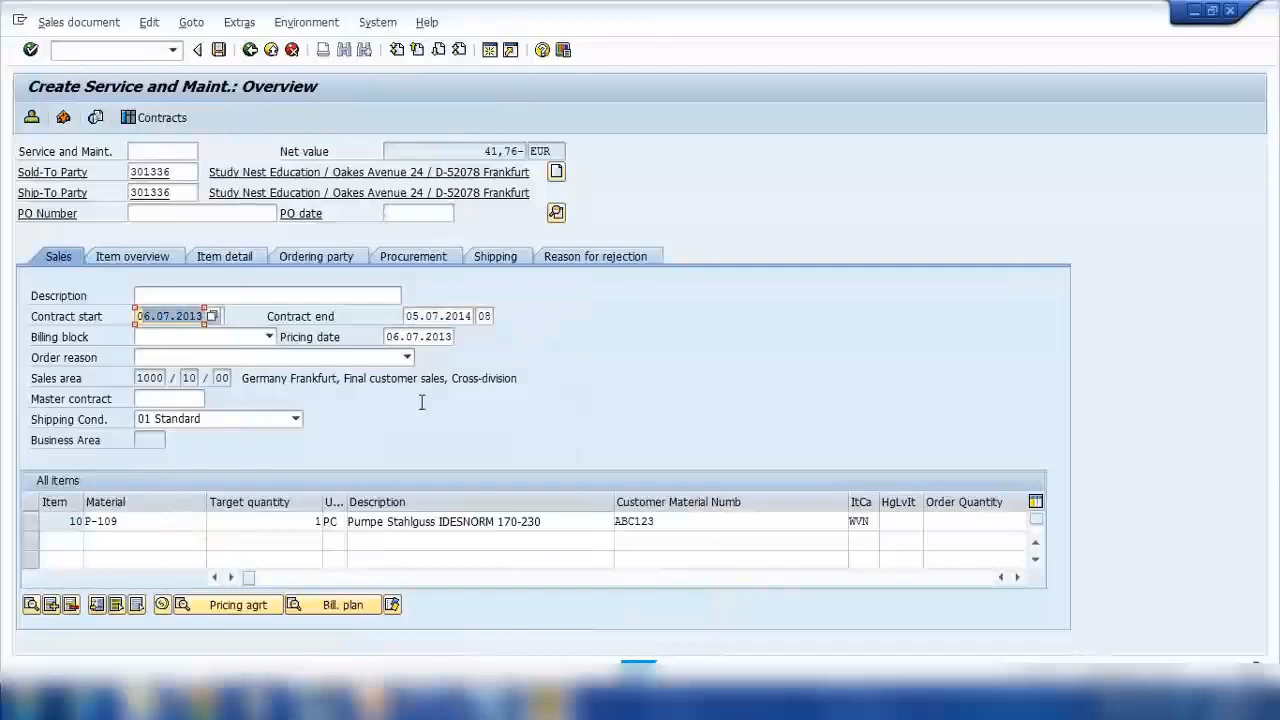 Sales document Edit Goto Extras Environment System Help
Create Service and Maint.: Overview
Contracts
Service and Maint. Net value 41,76- EUR
Sold-To Party 301336 Study Nest Education / Oakes Avenue 24 / D-52078 Frankfurt
Ship-To Party 301336 Study Nest Education / Oakes Avenue 24 / D-52078 Frankfurt
PO Number PO date
Sales Item overview Item detail Ordering party Procurement Shipping Reason for rejection
Description
Contract start 06.07.2013 Contract end 05.07.2014 08
Billing block Pricing date 06.07.2013
Order reason
Sales area 1000 / 10 / 00 Germany Frankfurt, Final customer sales, Cross-division
Master contract
Shipping Cond. 01 Standard
Business Area
All items
Item Material Target quantity U... Description Customer Material Numb ItCa HgLvIt Order Quantity
10 P-109 1 PC Pumpe Stahlguss IDESNORM 170-230 ABC123 WVN
Pricing agrt Bill. plan